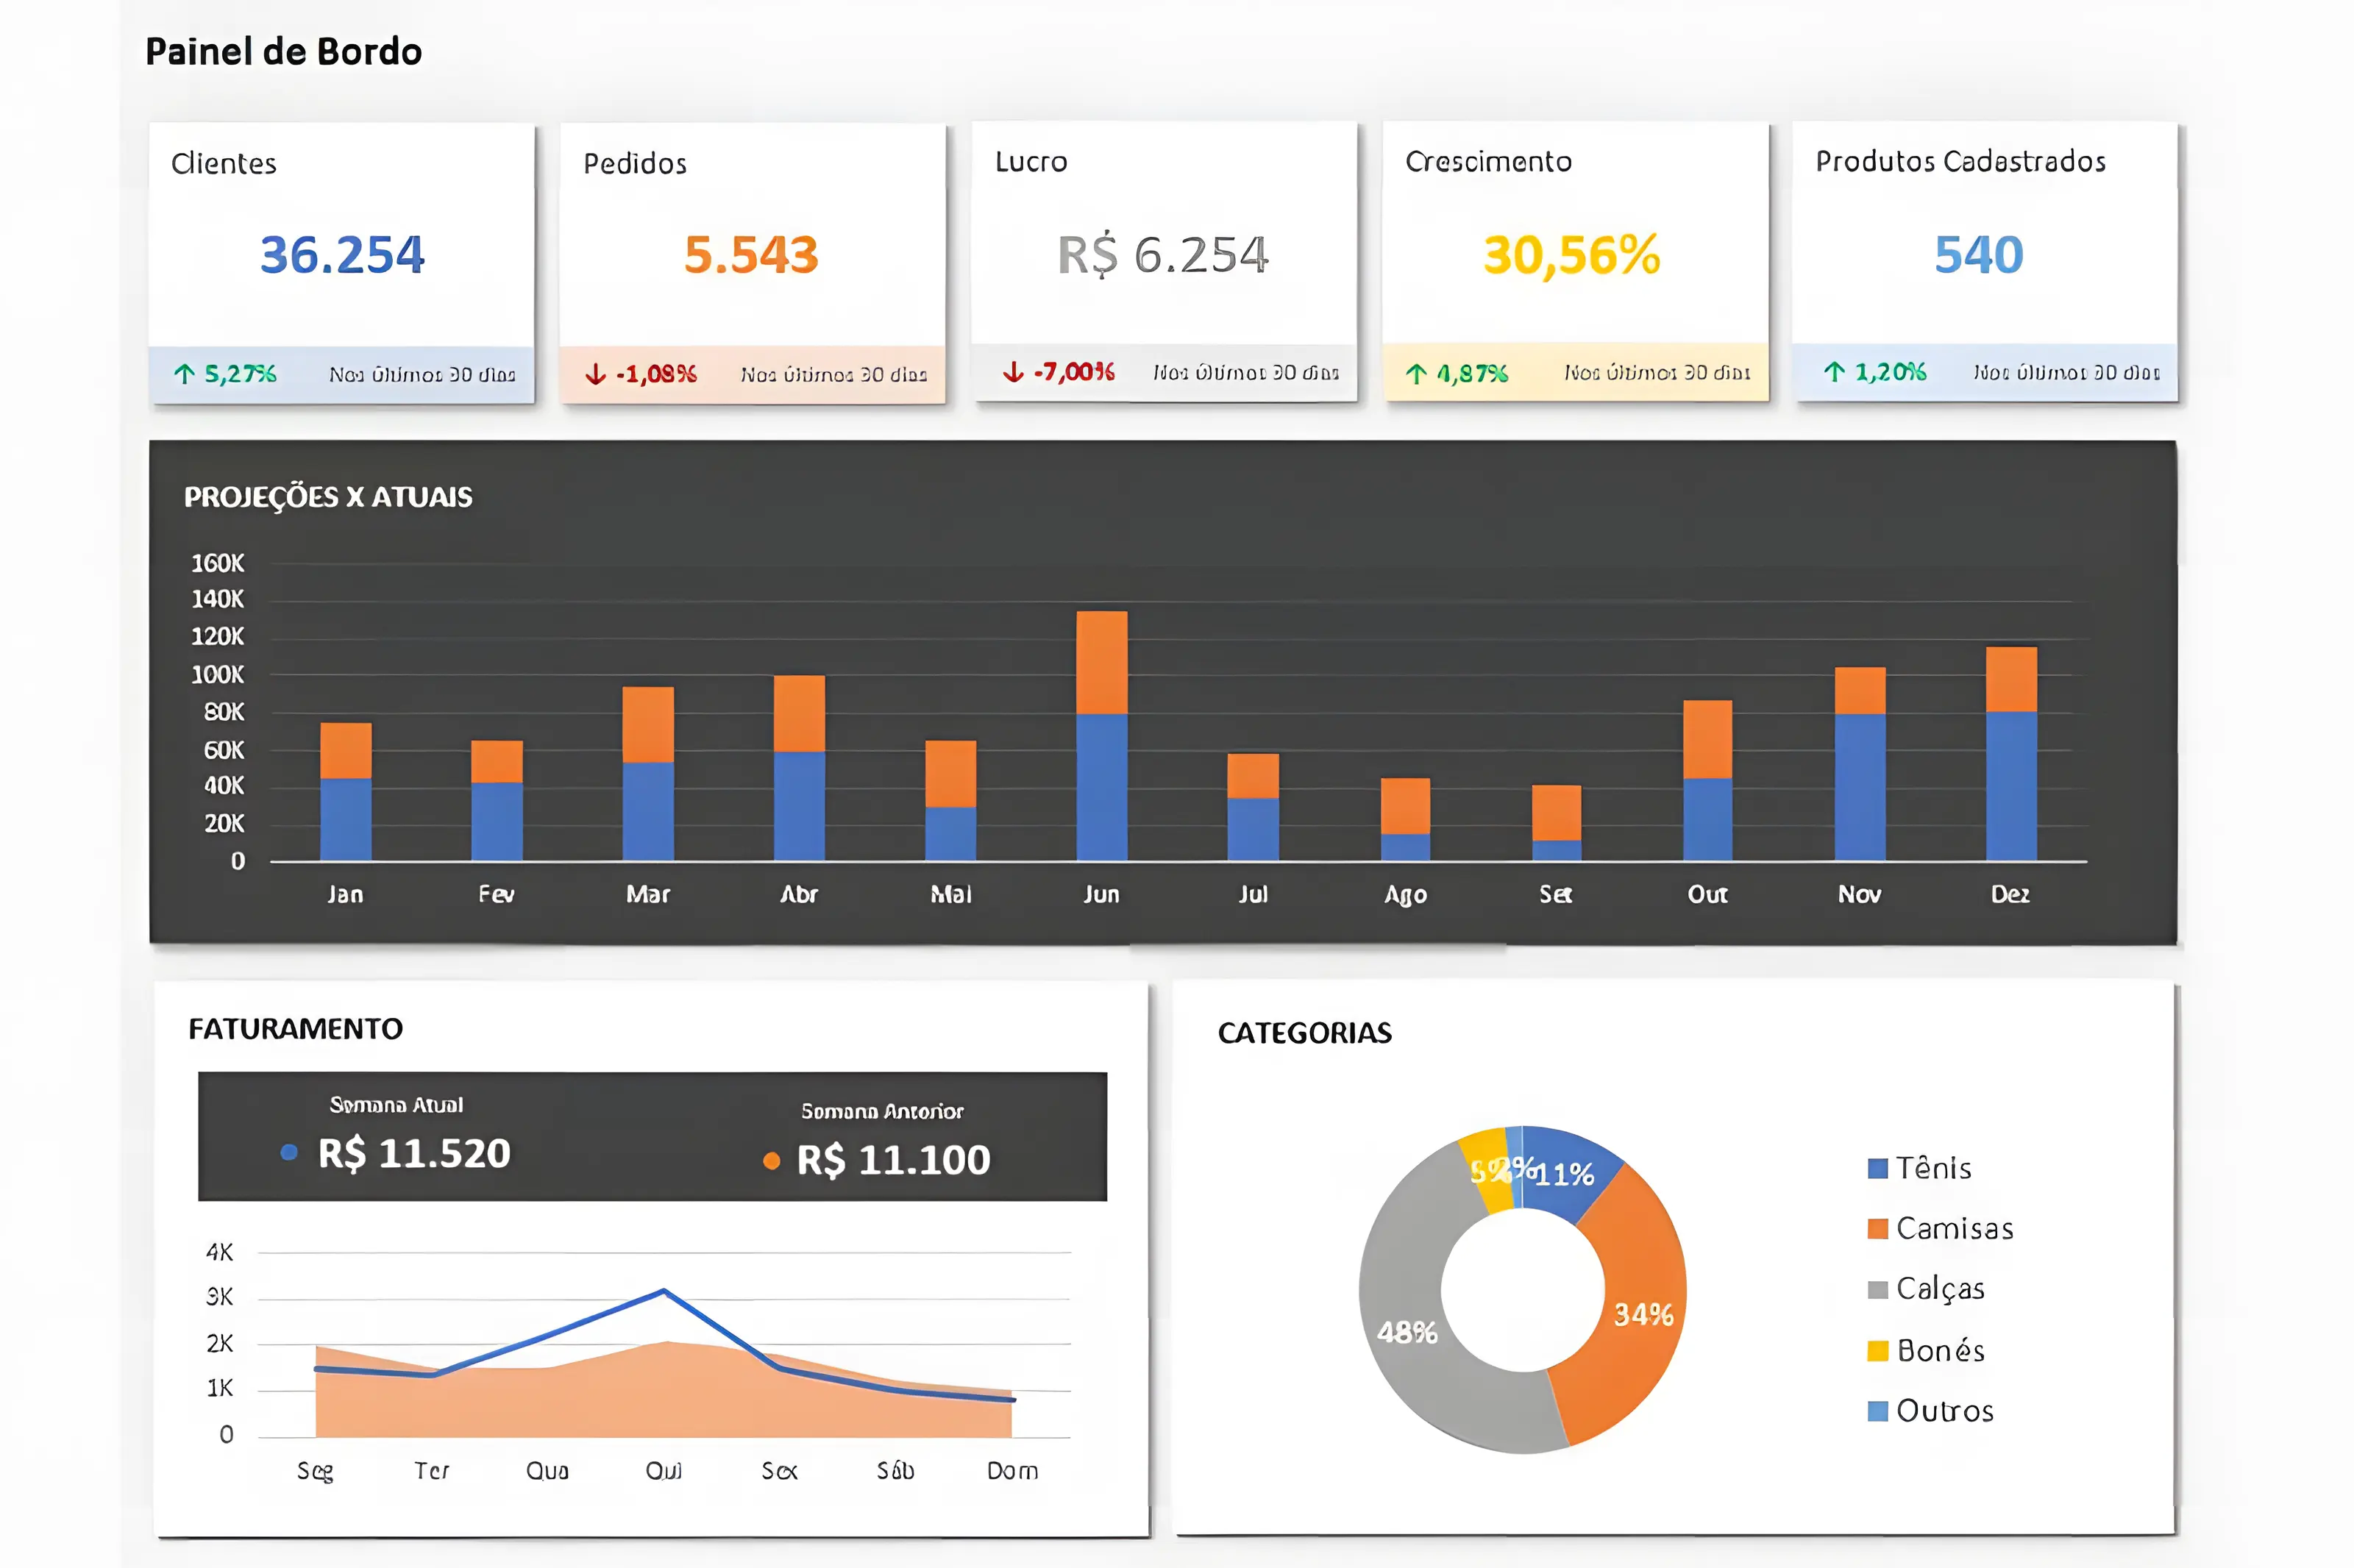 Painel de Bordo
Clientes
36.254
↑ 5,27% Nos últimos 30 dias
Pedidos
5.543
↓ -1,08% Nos últimos 30 dias
Lucro
R$ 6.254
↓ -7,00% Nos últimos 30 dias
Crescimento
30,56%
↑ 4,87% Nos últimos 30 dias
Produtos Cadastrados
540
↑ 1,20% Nos últimos 30 dias
PROJEÇÕES X ATUAIS
160K
140K
120K
100K
80K
60K
40K
20K
0
Jan Fev Mar Abr Mai Jun Jul Ago Set Out Nov Dez
FATURAMENTO
Semana Atual
R$ 11.520
Semana Anterior
R$ 11.100
4K
3K
2K
1K
0
Seg Ter Qua Qui Sex Sáb Dom
CATEGORIAS
5% 2% 11%
34%
48%
Tênis
Camisas
Calças
Bonés
Outros